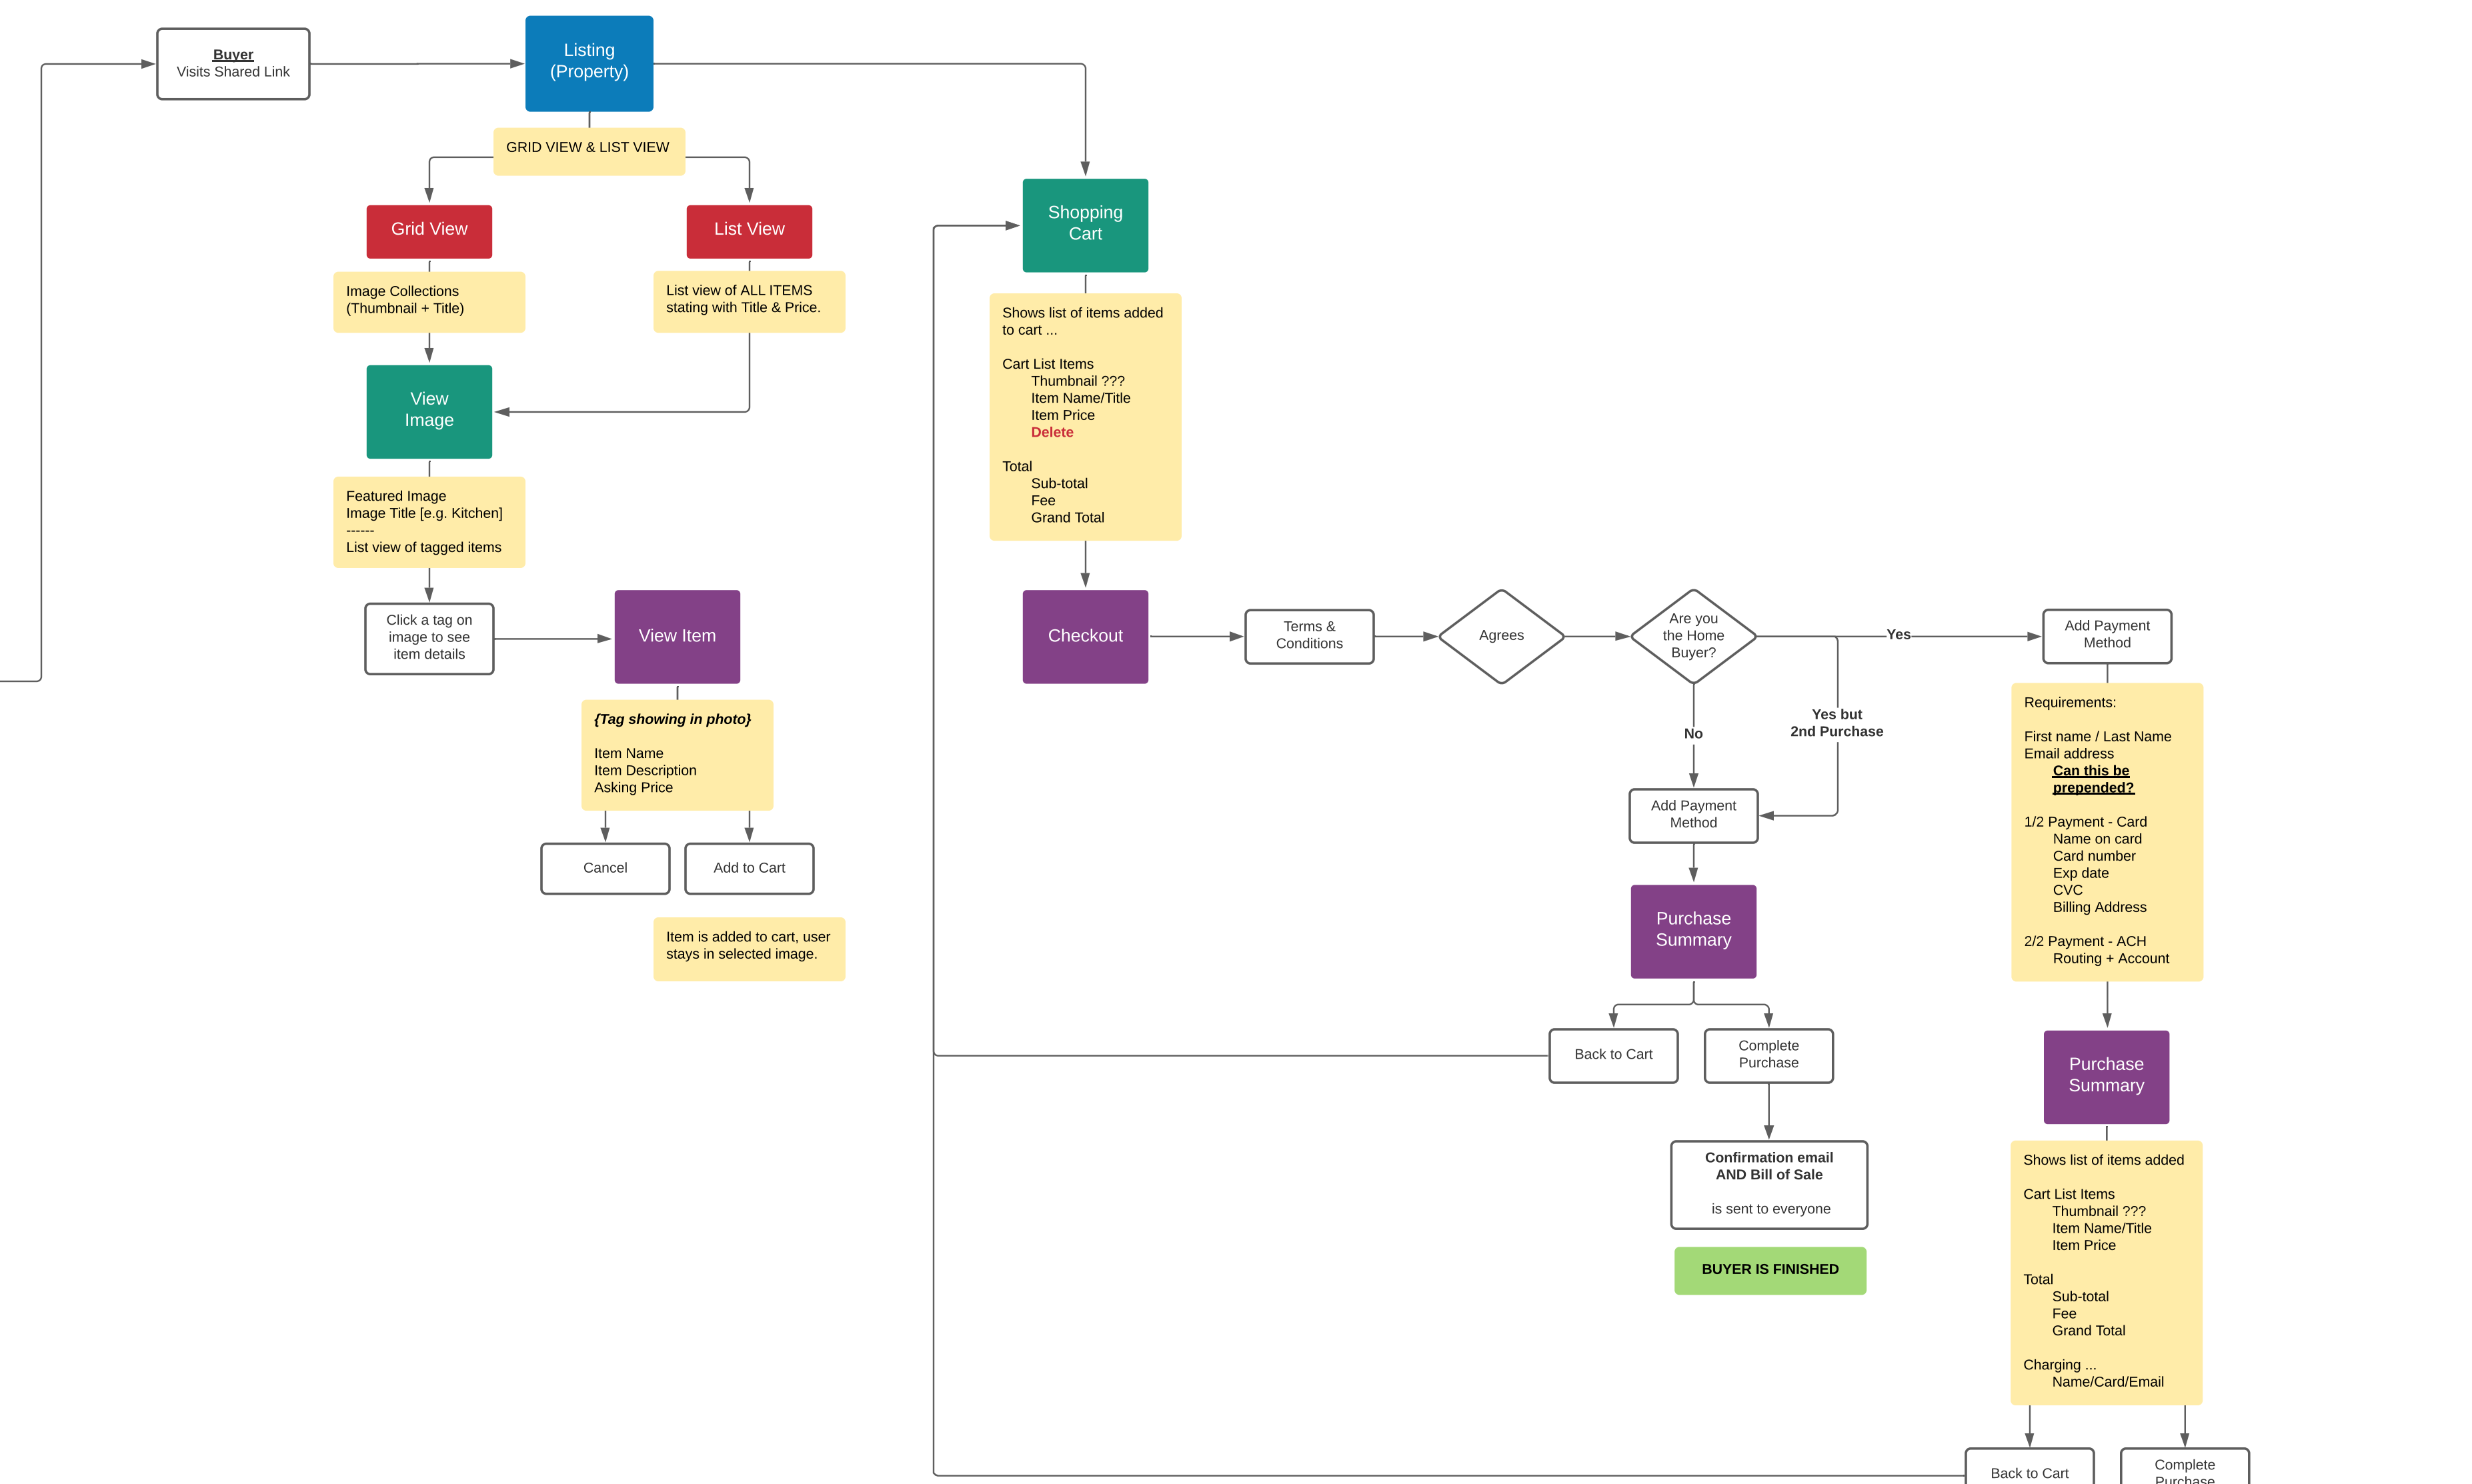 Buyer
Visits Shared Link
Listing
(Property)
GRID VIEW & LIST VIEW
Grid View
List View
Image Collections
(Thumbnail + Title)
List view of ALL ITEMS
stating with Title & Price.
View
Image
Featured Image
Image Title [e.g. Kitchen]
------
List view of tagged items
Click a tag on
image to see
item details
View Item
{Tag showing in photo}
Item Name
Item Description
Asking Price
Cancel
Add to Cart
Item is added to cart, user
stays in selected image.
Shopping
Cart
Shows list of items added
to cart ...
Cart List Items
Thumbnail ???
Item Name/Title
Item Price
Delete
Total
Sub-total
Fee
Grand Total
Checkout
Terms &
Conditions
Agrees
Are you
the Home
Buyer?
Yes
Yes but
2nd Purchase
No
Add Payment
Method
Purchase
Summary
Back to Cart
Complete
Purchase
Confirmation email
AND Bill of Sale
is sent to everyone
BUYER IS FINISHED
Add Payment
Method
Requirements:
First name / Last Name
Email address
Can this be
prepended?
1/2 Payment - Card
Name on card
Card number
Exp date
CVC
Billing Address
2/2 Payment - ACH
Routing + Account
Purchase
Summary
Shows list of items added
Cart List Items
Thumbnail ???
Item Name/Title
Item Price
Total
Sub-total
Fee
Grand Total
Charging ...
Name/Card/Email
Back to Cart
Complete
Purchase